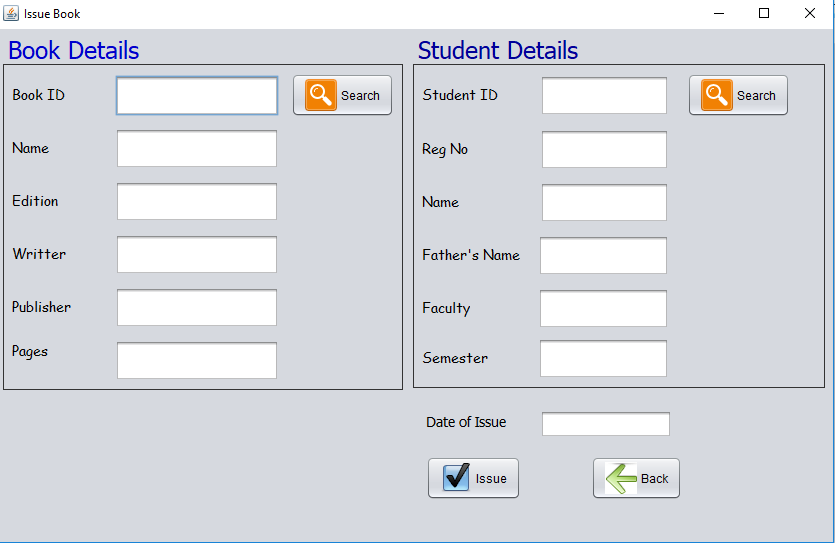 Issue Book
Book Details
Book ID
Search
Name
Edition
Writter
Publisher
Pages
Student Details
Student ID
Search
Reg No
Name
Father's Name
Faculty
Semester
Date of Issue
Issue
Back